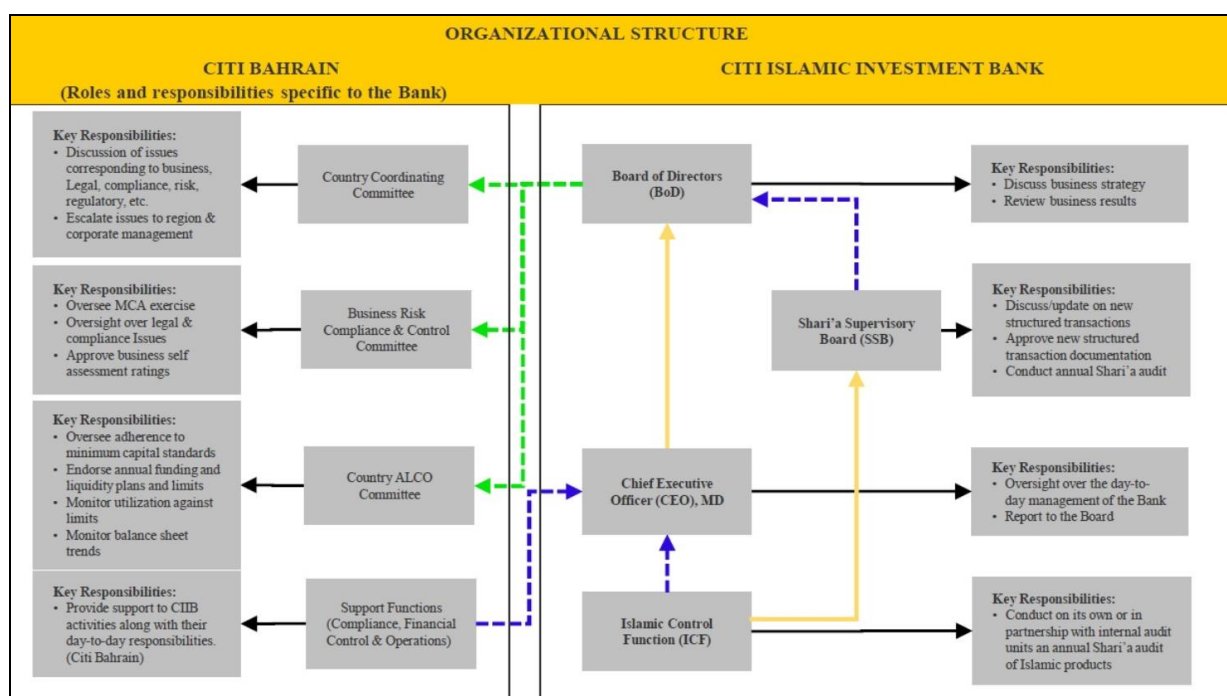 ORGANIZATIONAL STRUCTURE
CITI BAHRAIN
(Roles and responsibilities specific to the Bank)
CITI ISLAMIC INVESTMENT BANK
Key Responsibilities:
• Discussion of issues
corresponding to business,
Legal, compliance, risk,
regulatory, etc.
• Escalate issues to region &
corporate management
Country Coordinating
Committee
Board of Directors
(BoD)
Key Responsibilities:
• Discuss business strategy
• Review business results
Key Responsibilities:
• Oversee MCA exercise
• Oversight over legal &
compliance Issues
• Approve business self
assessment ratings
Business Risk
Compliance & Control
Committee
Shari’a Supervisory
Board (SSB)
Key Responsibilities:
• Discuss/update on new
structured transactions
• Approve new structured
transaction documentation
• Conduct annual Shari’a audit
Key Responsibilities:
• Oversee adherence to
minimum capital standards
• Endorse annual funding and
liquidity plans and limits
• Monitor utilization against
limits
• Monitor balance sheet
trends
Country ALCO
Committee
Chief Executive
Officer (CEO), MD
Key Responsibilities:
• Oversight over the day-to-
day management of the Bank
• Report to the Board
Key Responsibilities:
• Provide support to CIIB
activities along with their
day-to-day responsibilities.
(Citi Bahrain)
Support Functions
(Compliance, Financial
Control & Operations)
Islamic Control
Function (ICF)
Key Responsibilities:
• Conduct on its own or in
partnership with internal audit
units an annual Shari’a audit
of Islamic products